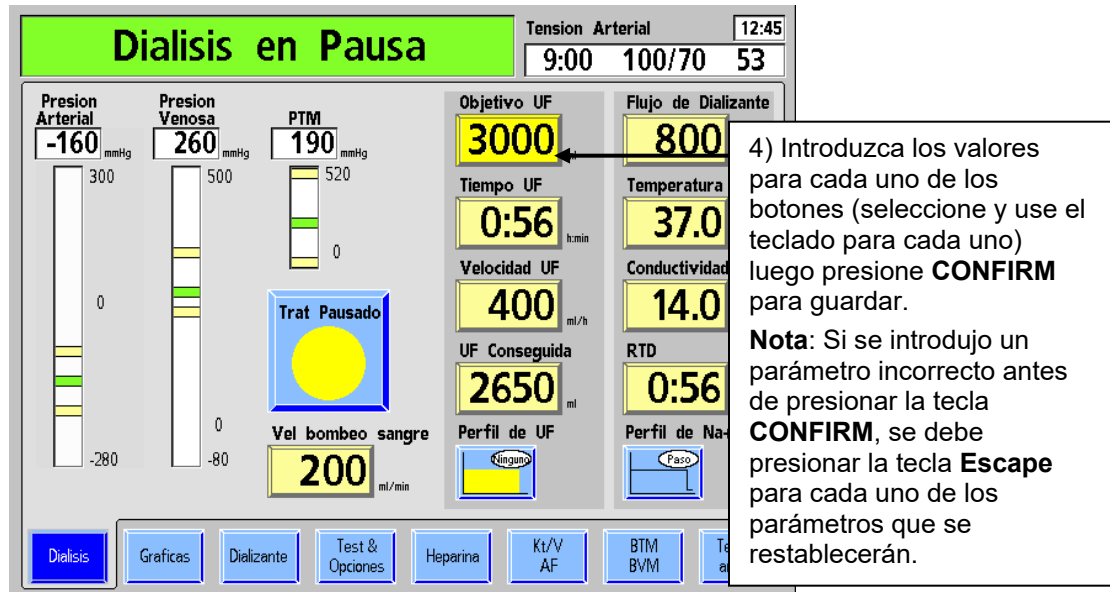 Dialisis en Pausa
Tension Arterial
12:45
9:00 100/70 53
Presion Arterial
-160 mmHg
300
0
-280
Presion Venosa
260 mmHg
500
0
-80
PTM
190 mmHg
520
0
Trat Pausado
Vel bombeo sangre
200 ml/min
Objetivo UF
3000
Tiempo UF
0:56 h:min
Velocidad UF
400 ml/h
UF Conseguida
2650 ml
Perfil de UF
Ninguno
Flujo de Dializante
800
Temperatura
37.0
Conductividad
14.0
RTD
0:56
Perfil de Na
Paso
4) Introduzca los valores
para cada uno de los
botones (seleccione y use el
teclado para cada uno)
luego presione CONFIRM
para guardar.
Nota: Si se introdujo un
parámetro incorrecto antes
de presionar la tecla
CONFIRM, se debe
presionar la tecla Escape
para cada uno de los
parámetros que se
restablecerán.
Dialisis
Graficas
Dializante
Test &
Opciones
Heparina
Kt/V
AF
BTM
BVM